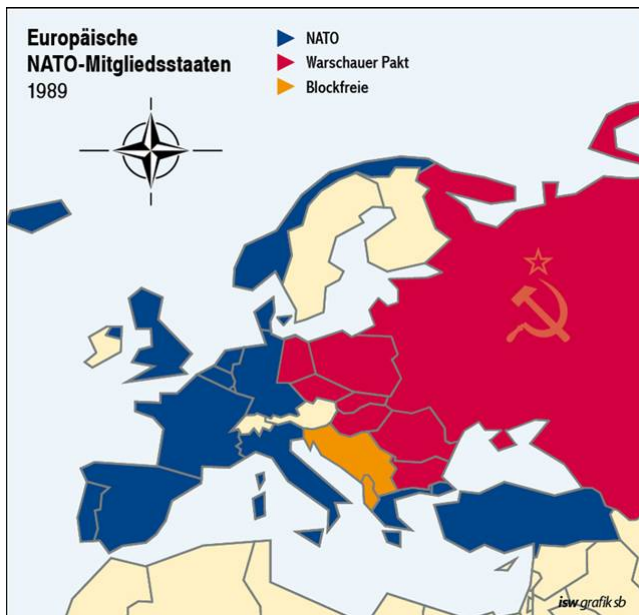 Europäische
NATO-Mitgliedsstaaten
1989
NATO
Warschauer Pakt
Blockfreie
isw grafik sb